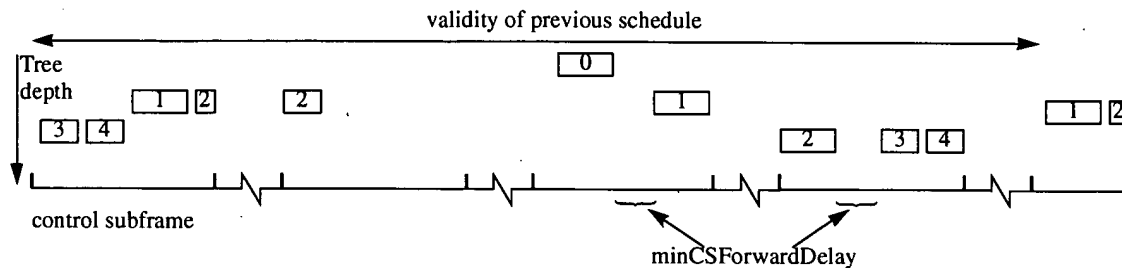 validity of previous schedule
Tree
depth
0
1 2 2 1 1 2
3 4 2 3 4
control subframe
minCSForwardDelay